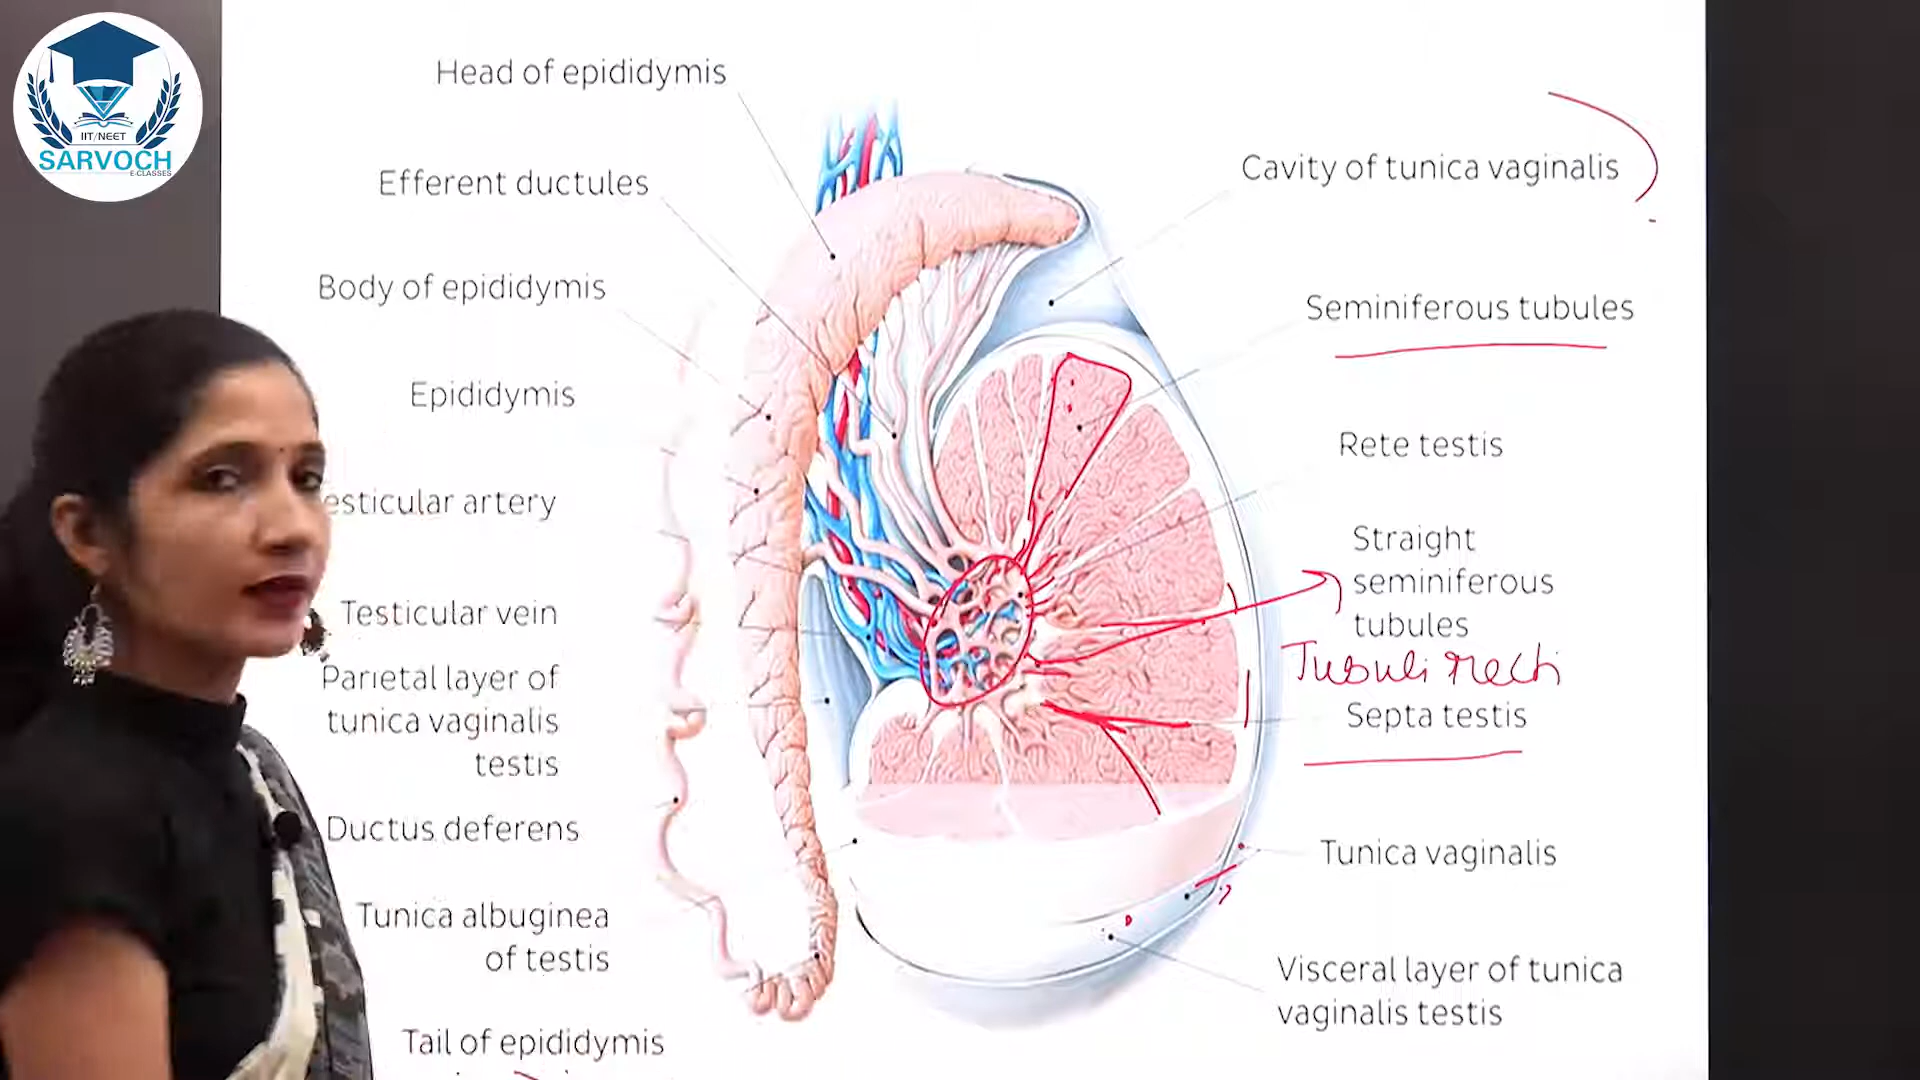 IIT/NEET
SARVOCH
E-CLASSES
Head of epididymis
Efferent ductules
Body of epididymis
Epididymis
esticular artery
Testicular vein
Parietal layer of
tunica vaginalis
testis
Ductus deferens
Tunica albuginea
of testis
Tail of epididymis
Cavity of tunica vaginalis
Seminiferous tubules
Rete testis
Straight
seminiferous
tubules
Tubuli recti
Septa testis
Tunica vaginalis
Visceral layer of tunica
vaginalis testis